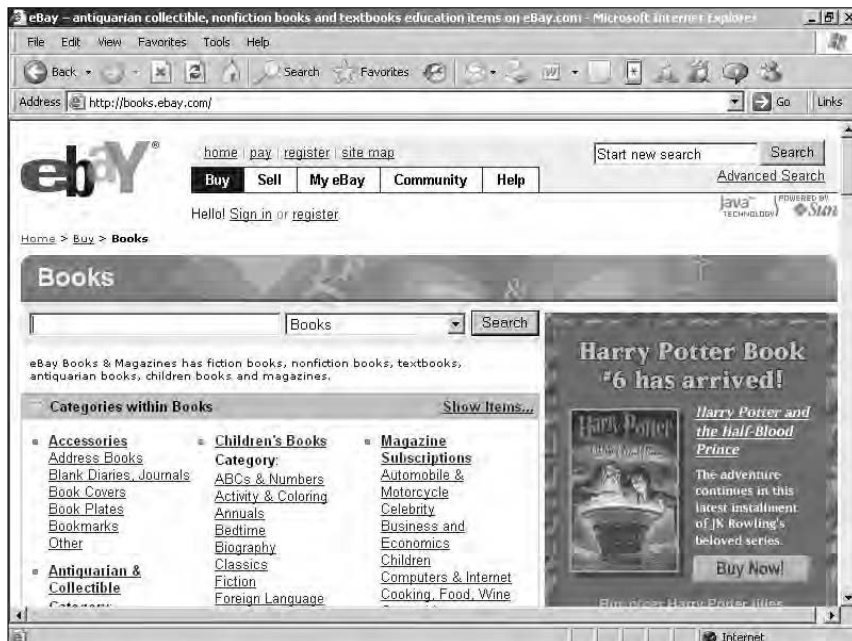 eBay – antiquarian collectible, nonfiction books and textbooks education items on eBay.com - Microsoft Internet Explorer
File Edit View Favorites Tools Help
Back Search Favorites
Address http://books.ebay.com/ Go Links
ebay®
home | pay | register | site map
Start new search Search
Buy Sell My eBay Community Help
Advanced Search
Hello! Sign in or register.
Java™ TECHNOLOGY POWERED BY Sun
Home > Buy > Books
Books
Books Search
eBay Books & Magazines has fiction books, nonfiction books, textbooks,
antiquarian books, children books and magazines.
Categories within Books Show Items...
Accessories
Address Books
Blank Diaries, Journals
Book Covers
Book Plates
Bookmarks
Other
Antiquarian &
Collectible
Category:
Children's Books
Category:
ABCs & Numbers
Activity & Coloring
Annuals
Bedtime
Biography
Classics
Fiction
Foreign Language
Magazine
Subscriptions
Automobile &
Motorcycle
Celebrity
Business and
Economics
Children
Computers & Internet
Cooking, Food, Wine
Harry Potter Book
#6 has arrived!
Harry Potter
Harry Potter and
the Half-Blood
Prince
The adventure
continues in this
latest installment
of JK Rowling's
beloved series.
Buy Now!
Harry Potter titles
Internet